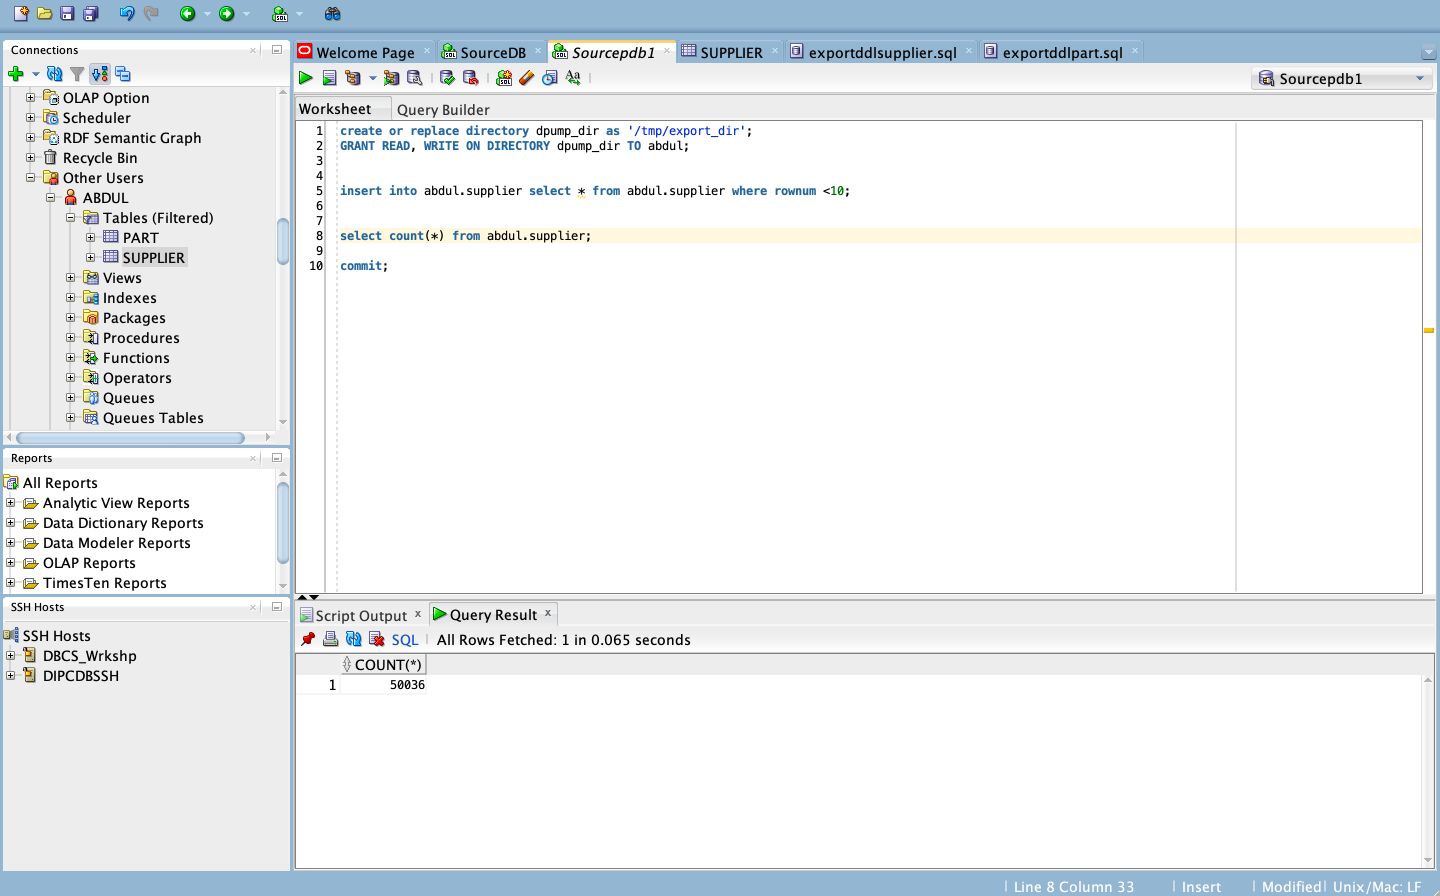 Connections
OLAP Option
Scheduler
RDF Semantic Graph
Recycle Bin
Other Users
ABDUL
Tables (Filtered)
PART
SUPPLIER
Views
Indexes
Packages
Procedures
Functions
Operators
Queues
Queues Tables
Reports
All Reports
Analytic View Reports
Data Dictionary Reports
Data Modeler Reports
OLAP Reports
TimesTen Reports
SSH Hosts
SSH Hosts
DBCS_Wrkshp
DIPCDBSSH
Welcome Page SourceDB Sourcepdb1 SUPPLIER exportddlsupplier.sql exportddlpart.sql
Aa Sourcepdb1
Worksheet Query Builder
1 create or replace directory dpump_dir as '/tmp/export_dir';
2 GRANT READ, WRITE ON DIRECTORY dpump_dir TO abdul;
3
4
5 insert into abdul.supplier select * from abdul.supplier where rownum <10;
6
7
8 select count(*) from abdul.supplier;
9
10 commit;
Script Output Query Result
SQL All Rows Fetched: 1 in 0.065 seconds
COUNT(*)
1 50036
Line 8 Column 33 Insert Modified Unix/Mac: LF